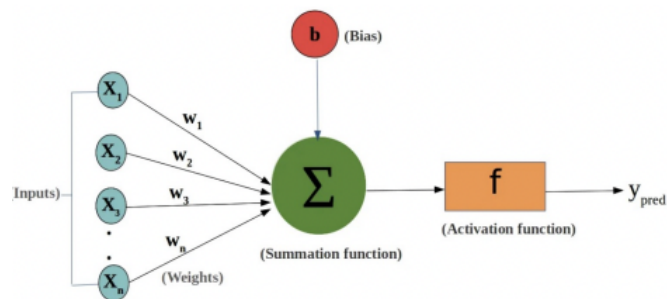 b (Bias)
X1
w1
X2
w2
Inputs)
X3
w3
Σ
f
ypred
wn
(Activation function)
(Summation function)
Xn
(Weights)